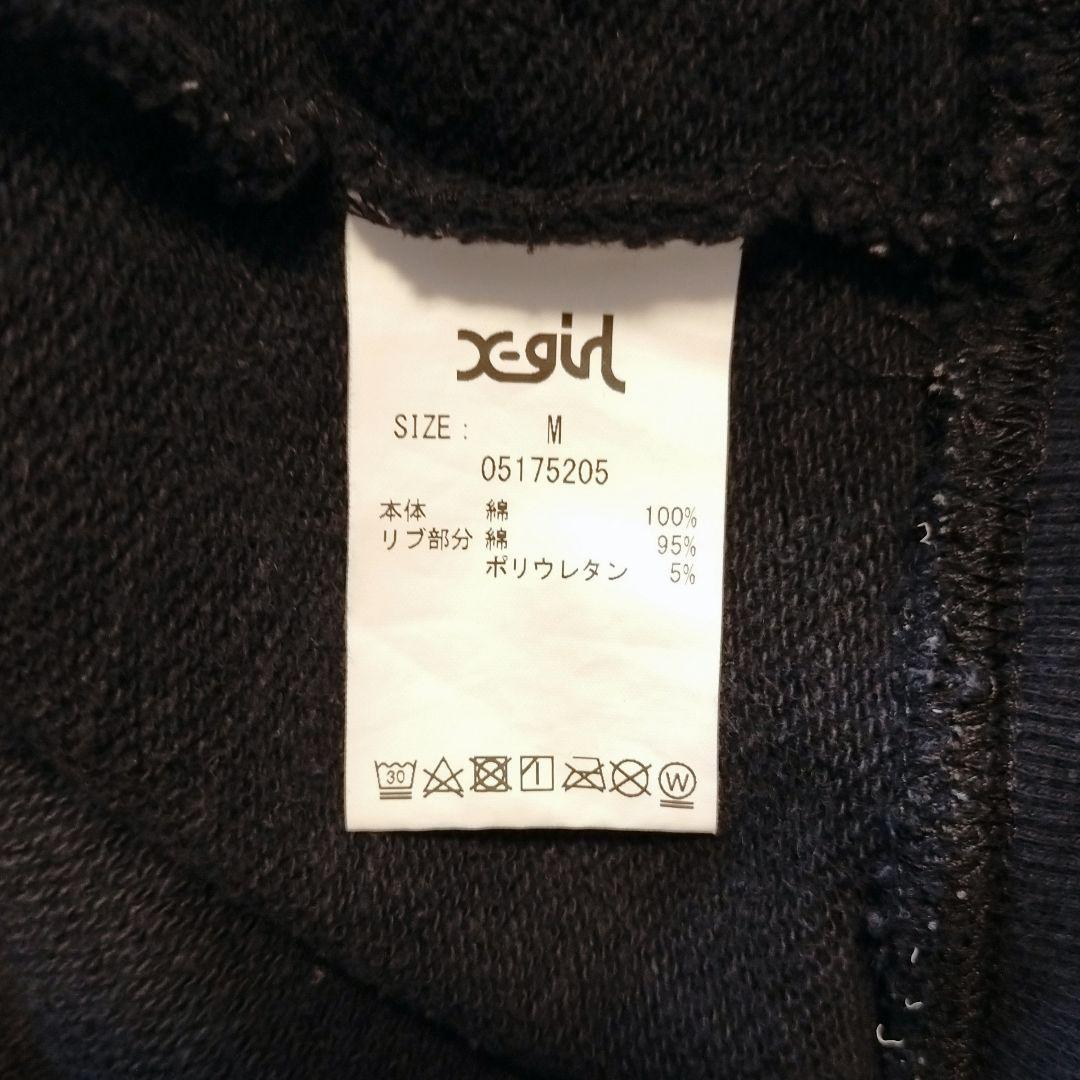 X-girl
SIZE : M
05175205
本体 綿 100%
リブ部分 綿 95%
ポリウレタン 5%
30
W